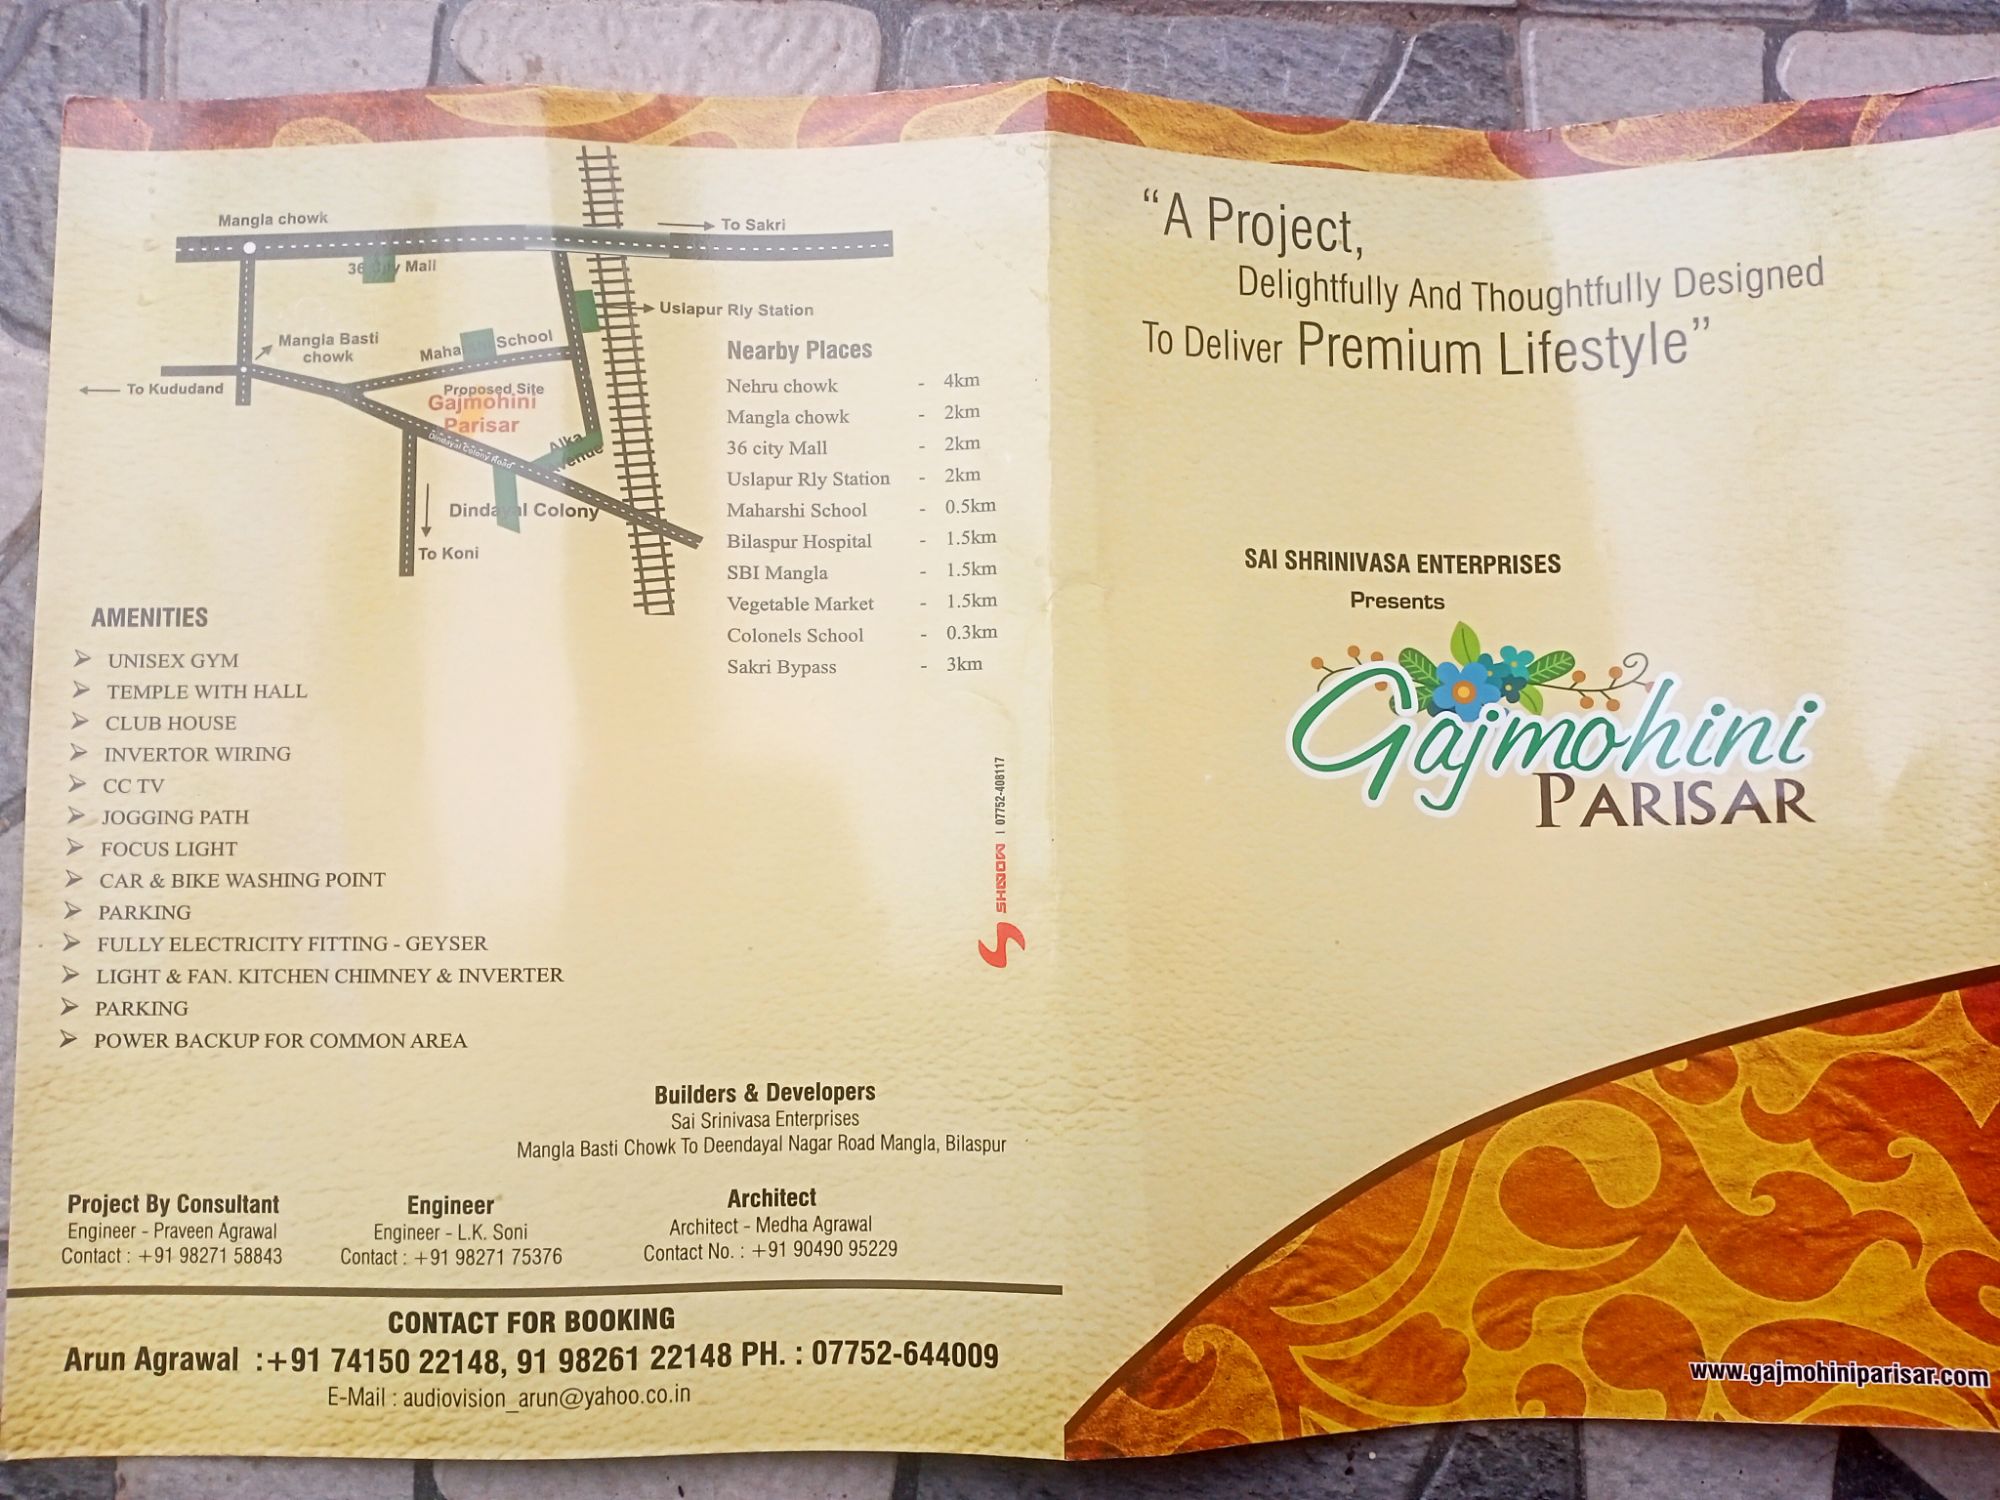 Mangla chowk
To Sakri
36 City Mall
Uslapur Rly Station
Mangla Basti
chowk
School
To Kududand
Proposed Site
Gajmohini
Parisar
Dindayal Colony Road
Alka
Avenue
Dindayal Colony
To Koni
Nearby Places
Nehru chowk - 4km
Mangla chowk - 2km
36 city Mall - 2km
Uslapur Rly Station - 2km
Maharshi School - 0.5km
Bilaspur Hospital - 1.5km
SBI Mangla - 1.5km
Vegetable Market - 1.5km
Colonels School - 0.3km
Sakri Bypass - 3km
AMENITIES
UNISEX GYM
TEMPLE WITH HALL
CLUB HOUSE
INVERTOR WIRING
CC TV
JOGGING PATH
FOCUS LIGHT
CAR & BIKE WASHING POINT
PARKING
FULLY ELECTRICITY FITTING - GEYSER
LIGHT & FAN. KITCHEN CHIMNEY & INVERTER
PARKING
POWER BACKUP FOR COMMON AREA
| 07752-408117
Builders & Developers
Sai Srinivasa Enterprises
Mangla Basti Chowk To Deendayal Nagar Road Mangla, Bilaspur
Project By Consultant
Engineer - Praveen Agrawal
Contact : +91 98271 58843
Engineer
Engineer - L.K. Soni
Contact : +91 98271 75376
Architect
Architect - Medha Agrawal
Contact No. : +91 90490 95229
CONTACT FOR BOOKING
Arun Agrawal :+91 74150 22148, 91 98261 22148 PH. : 07752-644009
E-Mail : audiovision_arun@yahoo.co.in
“A Project,
Delightfully And Thoughtfully Designed
To Deliver Premium Lifestyle”
SAI SHRINIVASA ENTERPRISES
Presents
Gajmohini
PARISAR
www.gajmohiniparisar.com